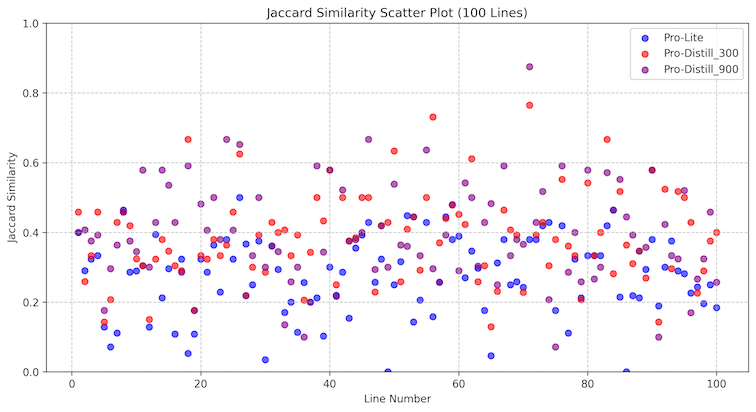 Jaccard Similarity Scatter Plot (100 Lines)
Pro-Lite
Pro-Distill_300
Pro-Distill_900
Jaccard Similarity
1.0
0.8
0.6
0.4
0.2
0.0
0
20
40
60
80
100
Line Number